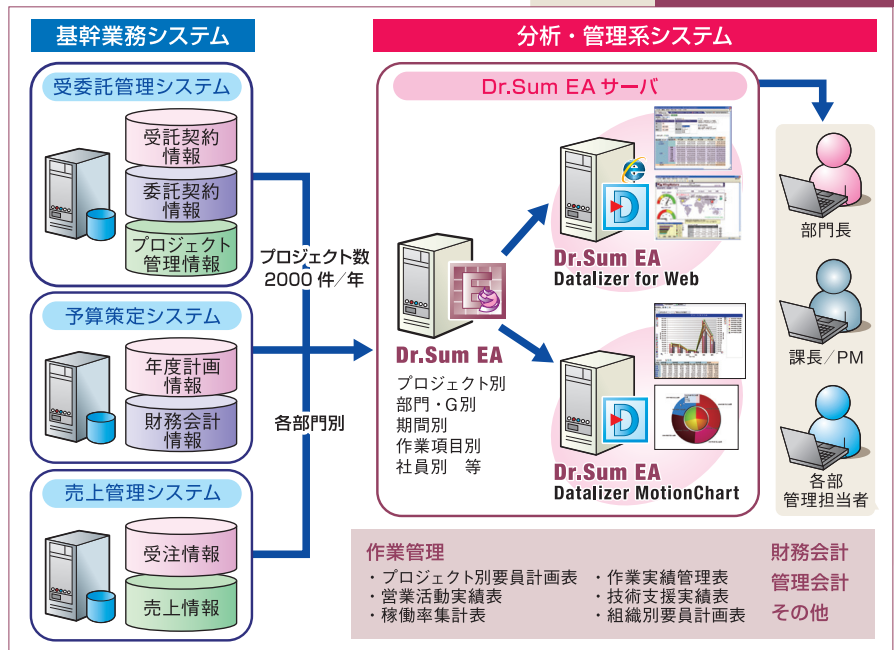 基幹業務システム
受委託管理システム
受託契約
情報
委託契約
情報
プロジェクト
管理情報
予算策定システム
年度計画
情報
財務会計
情報
売上管理システム
受注情報
売上情報
プロジェクト数
2000 件/年
各部門別
分析・管理系システム
Dr.Sum EA サーバ
Dr.Sum EA
プロジェクト別
部門・G別
期間別
作業項目別
社員別 等
Dr.Sum EA
Datalizer for Web
Dr.Sum EA
Datalizer MotionChart
部門長
課長/PM
各部
管理担当者
作業管理
・プロジェクト別要員計画表
・営業活動実績表
・稼働率集計表
・作業実績管理表
・技術支援実績表
・組織別要員計画表
財務会計
管理会計
その他